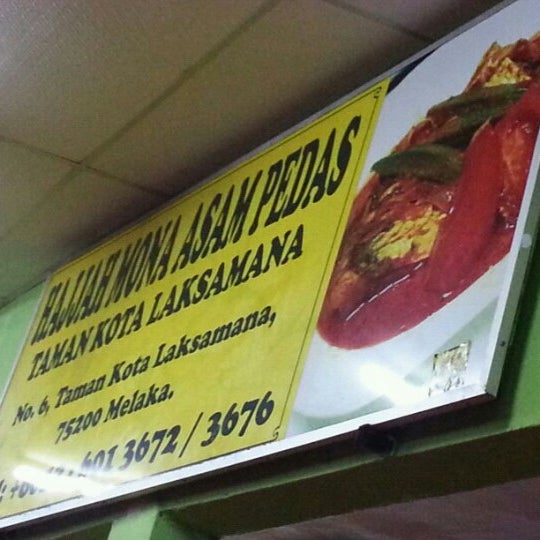 HAJJAH MONA ASAM PEDAS
TAMAN KOTA LAKSAMANA
No. 6, Taman Kota Laksamana,
75200 Melaka.
601 3672 / 3676